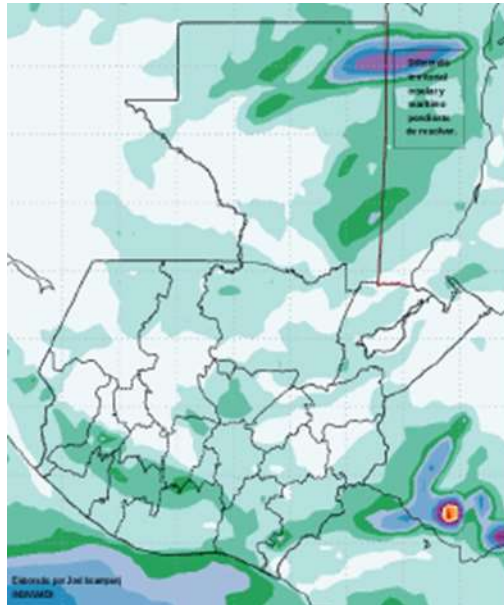 Diferendo
territorial
insular y
marítimo
pendiente
de resolver.
Elaborado por
INSIVUMEH